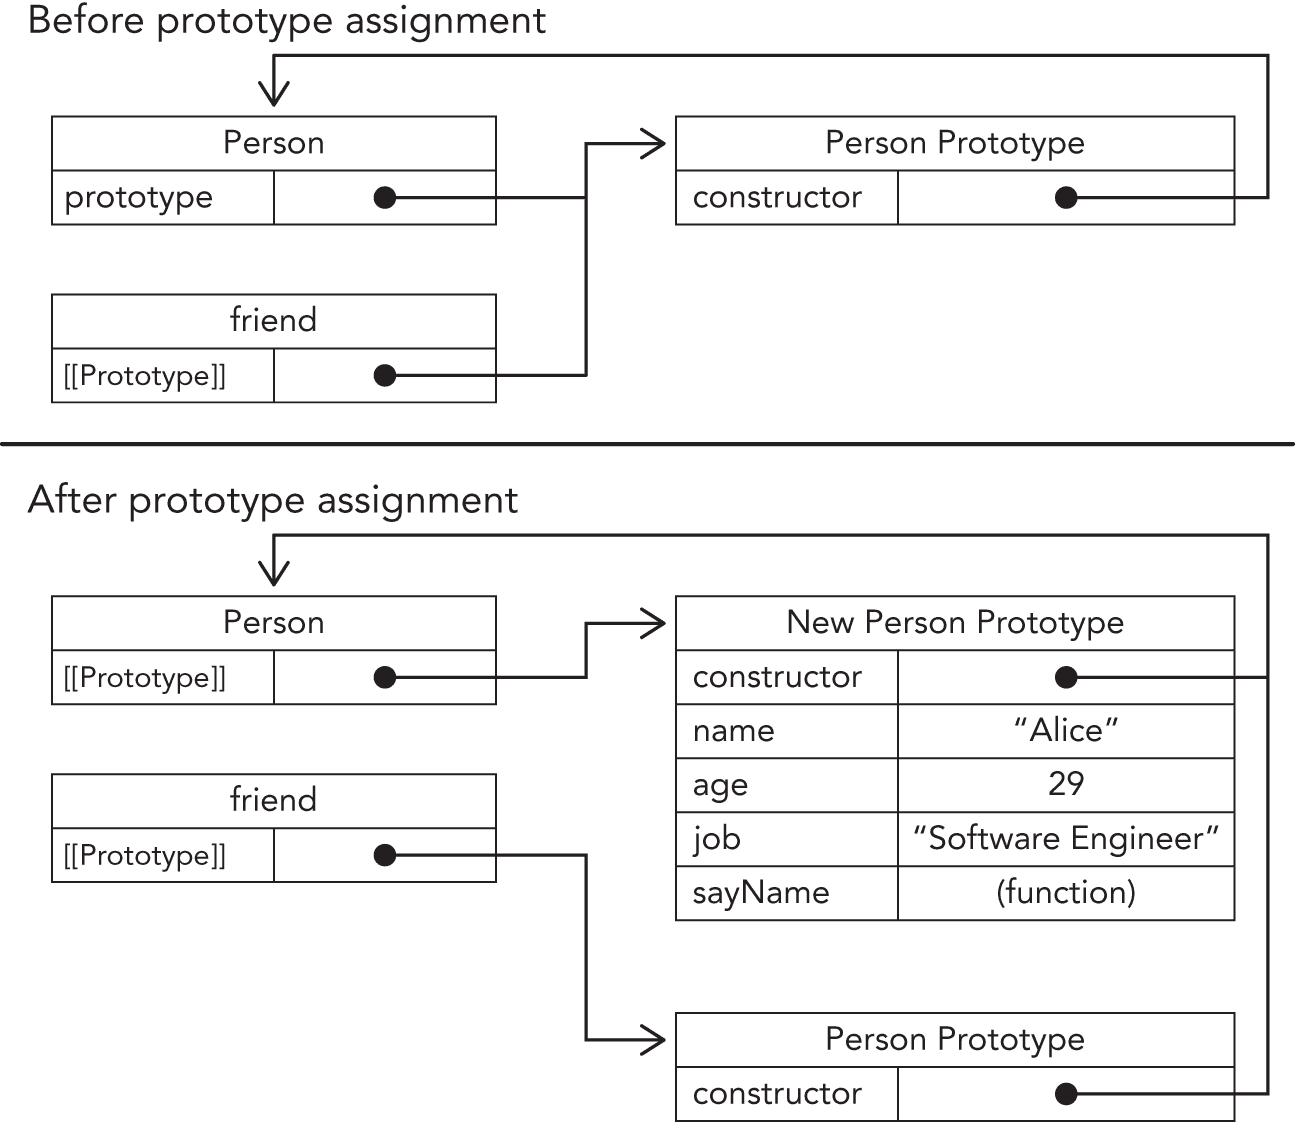 Before prototype assignment
Person
prototype
Person Prototype
constructor
friend
[[Prototype]]
After prototype assignment
Person
[[Prototype]]
New Person Prototype
constructor
name “Alice”
age 29
job “Software Engineer”
sayName (function)
friend
[[Prototype]]
Person Prototype
constructor